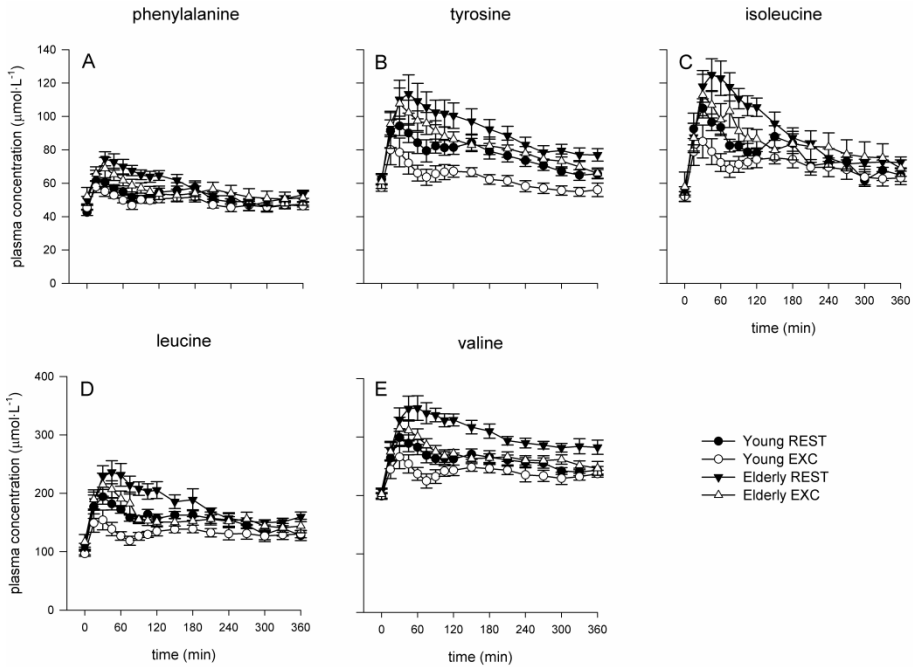 phenylalanine
tyrosine
isoleucine
A
B
C
plasma concentration (μmol·L⁻¹)
140
120
100
80
60
40
20
0
0 60 120 180 240 300 360
time (min)
leucine
valine
D
E
plasma concentration (μmol·L⁻¹)
400
300
200
100
0
0 60 120 180 240 300 360
time (min)
0 60 120 180 240 300 360
time (min)
Young REST
Young EXC
Elderly REST
Elderly EXC